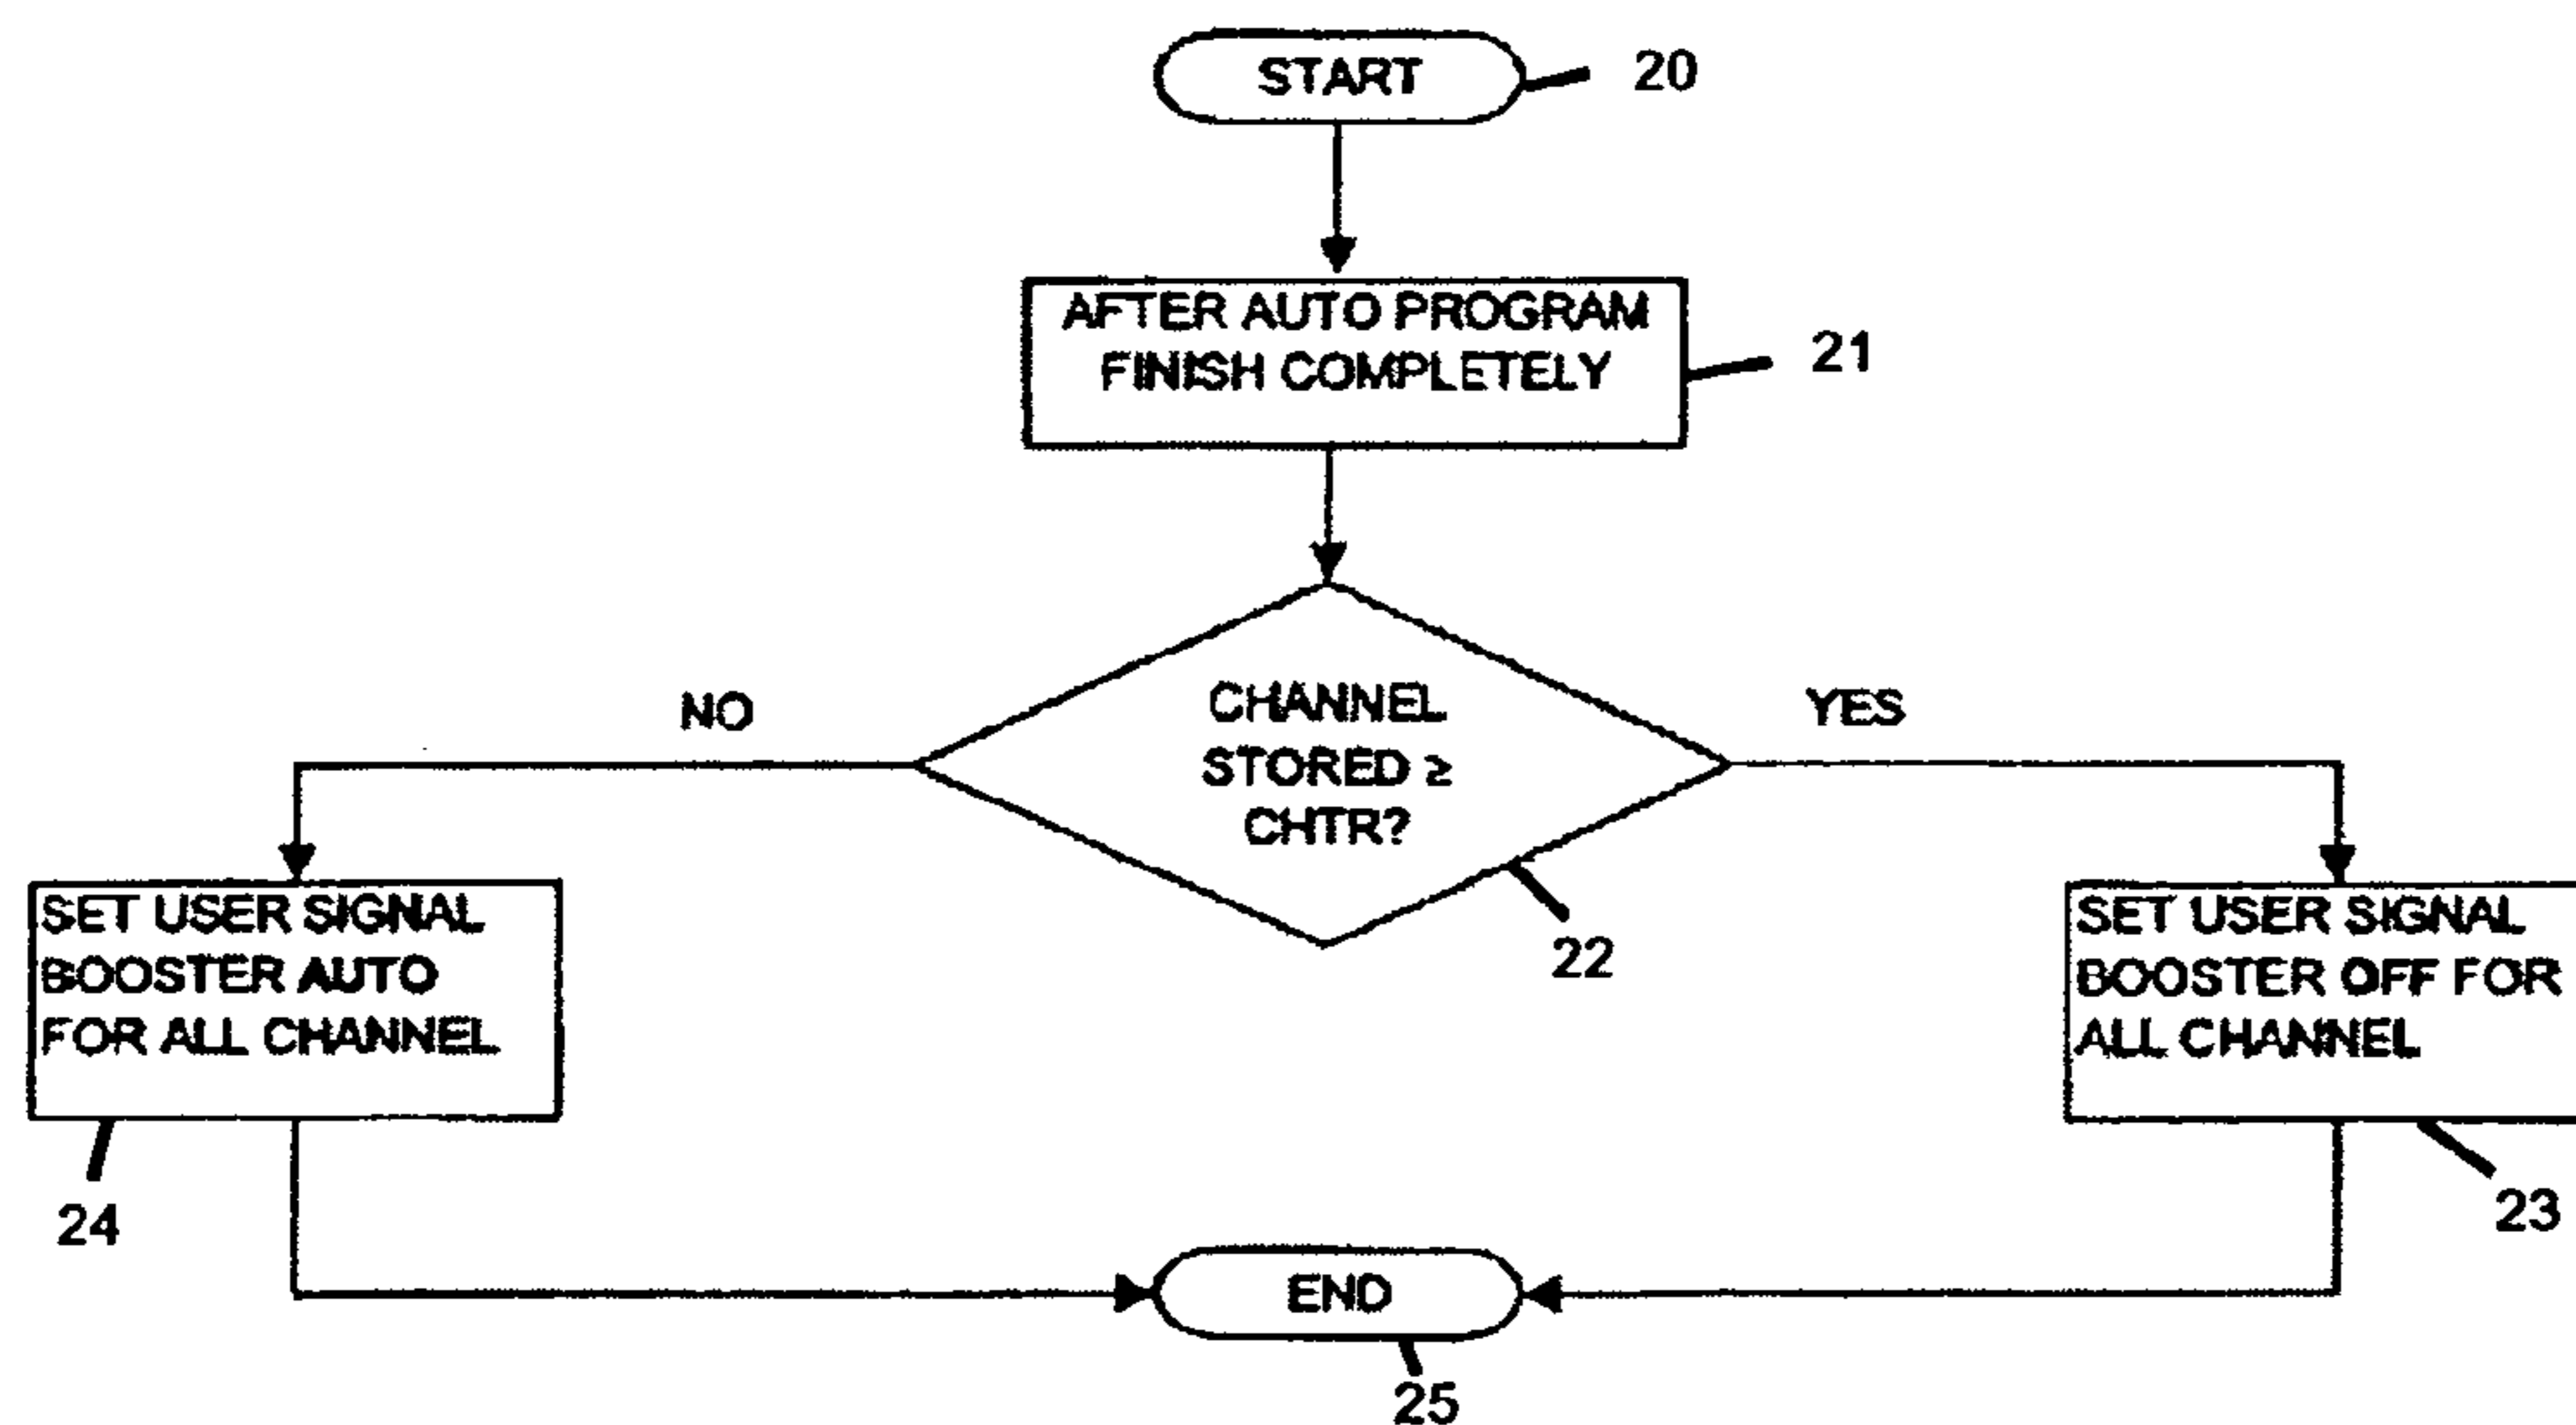 START
20
AFTER AUTO PROGRAM
FINISH COMPLETELY
21
CHANNEL
STORED ≥
CHTR?
22
NO
YES
SET USER SIGNAL
BOOSTER AUTO
FOR ALL CHANNEL
24
SET USER SIGNAL
BOOSTER OFF FOR
ALL CHANNEL
23
END
25